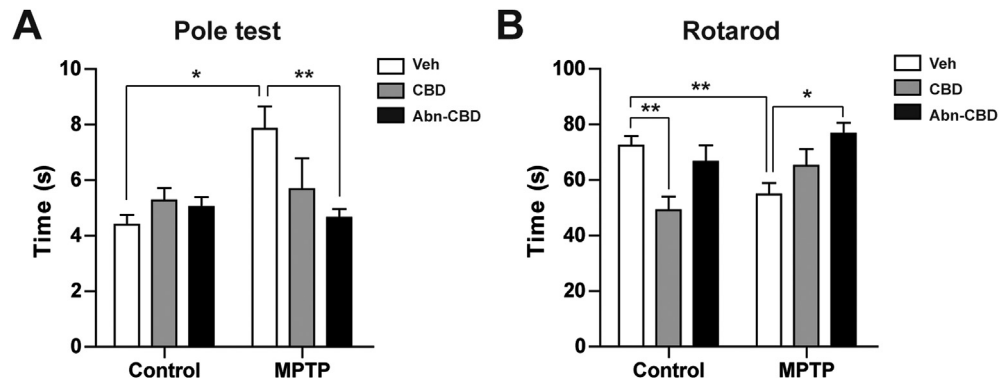 A
Pole test
Veh
CBD
Abn-CBD
10
8
6
4
2
0
Time (s)
*
**
Control
MPTP
B
Rotarod
Veh
CBD
Abn-CBD
100
80
60
40
20
0
Time (s)
**
**
*
Control
MPTP